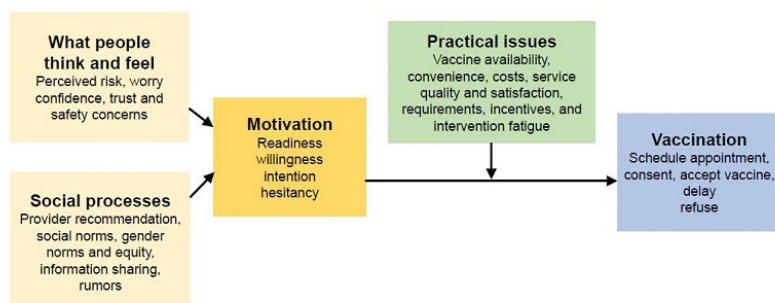 What people
think and feel
Perceived risk, worry
confidence, trust and
safety concerns
Social processes
Provider recommendation,
social norms, gender
norms and equity,
information sharing,
rumors
Motivation
Readiness
willingness
intention
hesitancy
Practical issues
Vaccine availability,
convenience, costs, service
quality and satisfaction,
requirements, incentives, and
intervention fatigue
Vaccination
Schedule appointment,
consent, accept vaccine,
delay
refuse